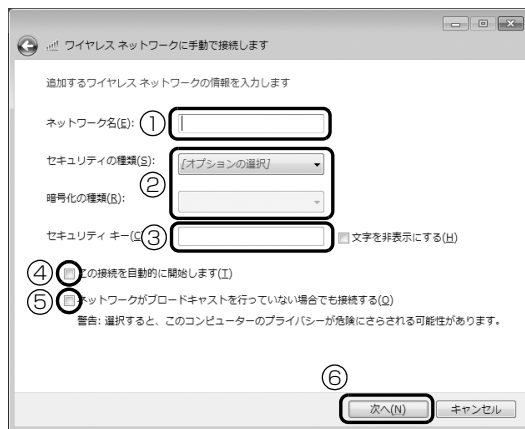 ワイヤレス ネットワークに手動で接続します
追加するワイヤレス ネットワークの情報を入力します
ネットワーク名(E): ①
セキュリティの種類(S): [オプションの選択]
②
暗号化の種類(R):
セキュリティ キー(C ③ 文字を非表示にする(H)
④ この接続を自動的に開始します(T)
⑤ ネットワークがブロードキャストを行っていない場合でも接続する(O)
警告: 選択すると、このコンピューターのプライバシーが危険にさらされる可能性があります。
⑥
次へ(N) キャンセル